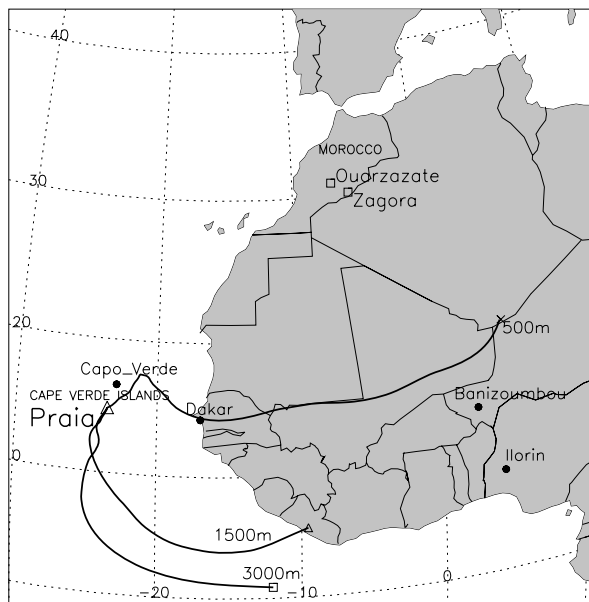 40
30
20
0
-20
-10
0
10
MOROCCO
Ouarzazate
Zagora
500m
Capo_Verde
CAPE VERDE ISLANDS
Praia
Dakar
Banizoumbou
Ilorin
1500m
3000m